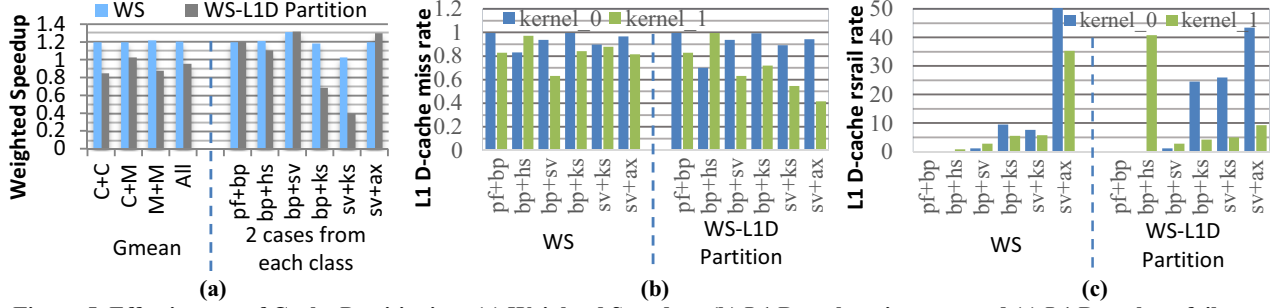 Weighted Speedup
WS
WS-L1D Partition
1.4
1.2
1
0.8
0.6
0.4
0.2
0
C+C
C+M
M+M
All
pf+bp
bp+hs
bp+sv
bp+ks
sv+ks
sv+ax
Gmean
2 cases from
each class
(a)
L1 D-cache miss rate
kernel_0
kernel_1
1.2
1
0.8
0.6
0.4
0.2
0
pf+bp
bp+hs
bp+sv
bp+ks
sv+ks
sv+ax
pf+bp
bp+hs
bp+sv
bp+ks
sv+ks
sv+ax
WS
WS-L1D
Partition
(b)
L1 D-cache rsrail rate
kernel_0
kernel_1
50
40
30
20
10
0
pf+bp
bp+hs
bp+sv
bp+ks
sv+ks
sv+ax
pf+bp
bp+hs
bp+sv
bp+ks
sv+ks
sv+ax
WS
WS-L1D
Partition
(c)